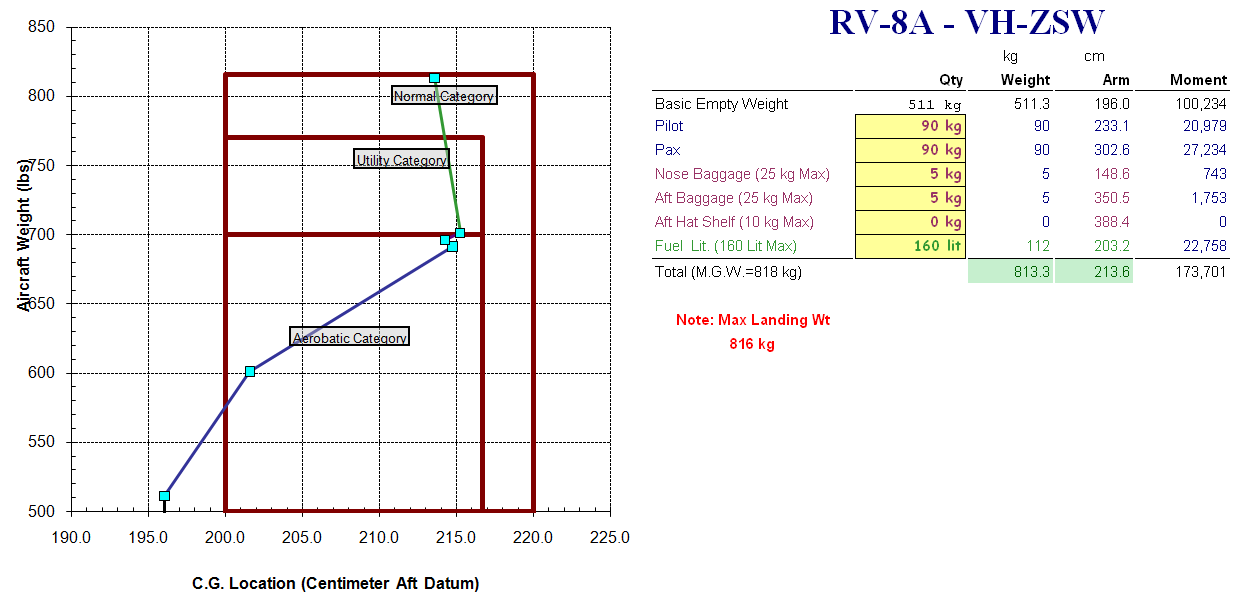 850
800
750
700
650
600
550
500
190.0 195.0 200.0 205.0 210.0 215.0 220.0 225.0
Aircraft Weight (lbs)
C.G. Location (Centimeter Aft Datum)
Normal Category
Utility Category
Aerobatic Category
RV-8A - VH-ZSW
kg cm
Qty Weight Arm Moment
Basic Empty Weight 511 kg 511.3 196.0 100,234
Pilot 90 kg 90 233.1 20,979
Pax 90 kg 90 302.6 27,234
Nose Baggage (25 kg Max) 5 kg 5 148.6 743
Aft Baggage (25 kg Max) 5 kg 5 350.5 1,753
Aft Hat Shelf (10 kg Max) 0 kg 0 388.4 0
Fuel Lit. (160 Lit Max) 160 lit 112 203.2 22,758
Total (M.G.W.=818 kg) 813.3 213.6 173,701
Note: Max Landing Wt
816 kg